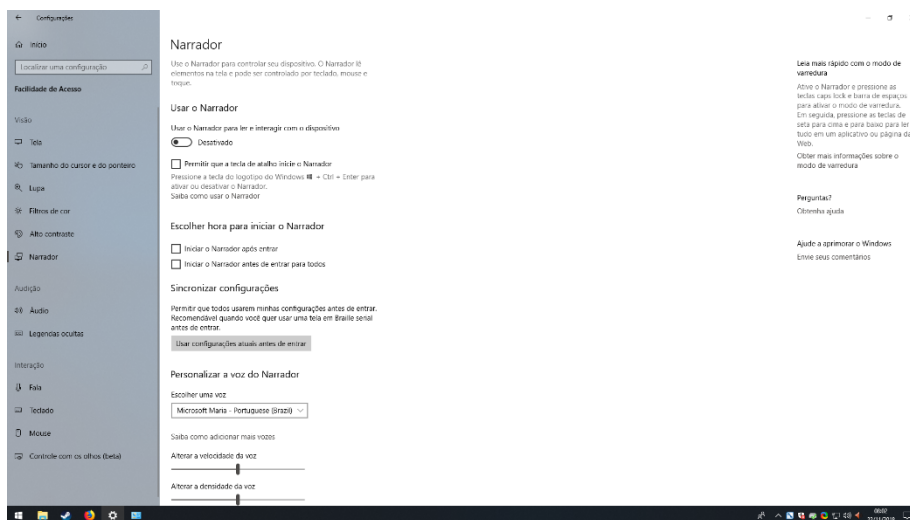 Configurações
Início
Localizar uma configuração
Facilidade de Acesso
Visão
Tela
Tamanho do cursor e do ponteiro
Lupa
Filtros de cor
Alto contraste
Narrador
Audição
Áudio
Legendas ocultas
Interação
Fala
Teclado
Mouse
Controle com os olhos (beta)
Narrador
Use o Narrador para controlar seu dispositivo. O Narrador lê
elementos na tela e pode ser controlado por teclado, mouse e
toque.
Usar o Narrador
Usar o Narrador para ler e interagir com o dispositivo
Desativado
Permitir que a tecla de atalho inicie o Narrador
Pressione a tecla do logotipo do Windows + Ctrl + Enter para
ativar ou desativar o Narrador.
Saiba como usar o Narrador
Escolher hora para iniciar o Narrador
Iniciar o Narrador após entrar
Iniciar o Narrador antes de entrar para todos
Sincronizar configurações
Permitir que todos usarem minhas configurações antes de entrar.
Recomendável quando você quer usar uma tela em Braille serial
antes de entrar.
Usar configurações atuais antes de entrar
Personalizar a voz do Narrador
Escolher uma voz
Microsoft Maria - Portuguese (Brazil)
Saiba como adicionar mais vozes
Alterar a velocidade da voz
Alterar a densidade da voz
Leia mais rápido com o modo de
varredura
Ative o Narrador e pressione as
teclas caps lock e barra de espaços
para ativar o modo de varredura.
Em seguida, pressione as teclas de
seta para cima e para baixo para ler
tudo em um aplicativo ou página da
Web.
Obter mais informações sobre o
modo de varredura
Perguntas?
Obtenha ajuda
Ajude a aprimorar o Windows
Envie seus comentários